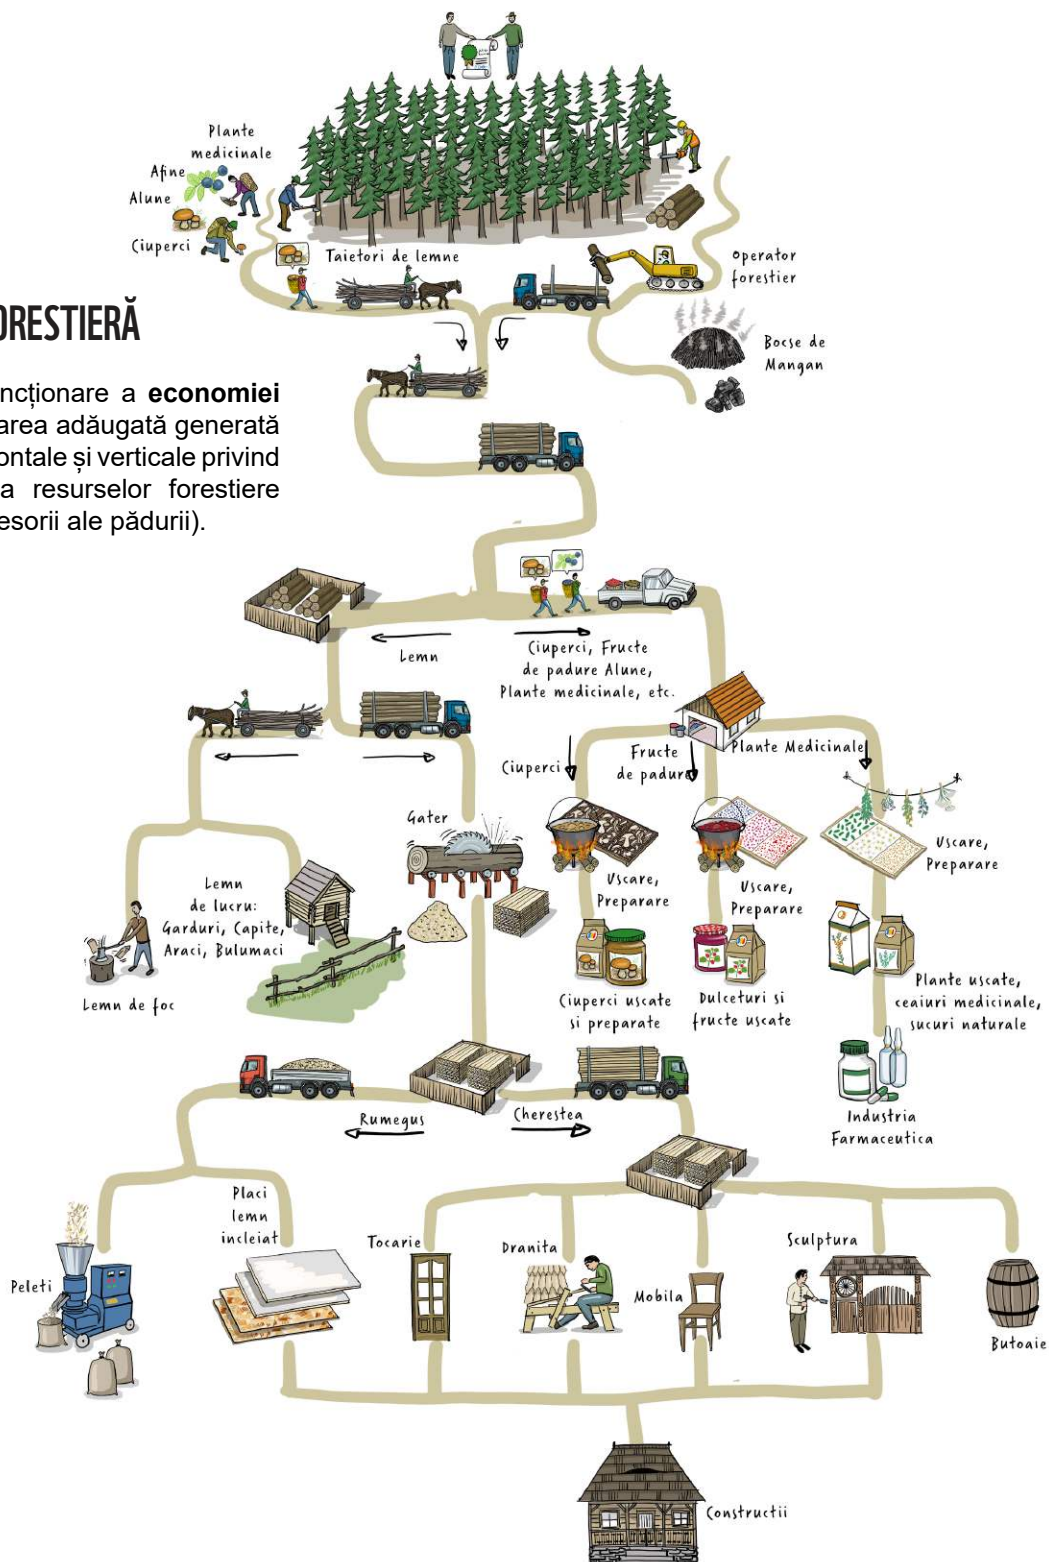 Plante
medicinale
Afine
Alune
Ciuperci
Taietori de lemne
Operator
forestier
Bocse de
Mangan
ORESTIERĂ
ncționare a economiei
area adăugată generată
ontale și verticale privind
a resurselor forestiere
esorii ale pădurii).
Lemn
Ciuperci, Fructe
de padure Alune,
Plante medicinale, etc.
Ciuperci
Fructe
de padure
Plante Medicinale
Gater
Uscare,
Preparare
Uscare,
Preparare
Uscare,
Preparare
Lemn
de lucru:
Garduri, Capite,
Araci, Bulumaci
Lemn de foc
Ciuperci uscate
si preparate
Dulceturi si
fructe uscate
Plante uscate,
ceaiuri medicinale,
sucuri naturale
Rumegus
Cherestea
Industria
Farmaceutica
Peleti
Placi
lemn
incleiat
Tocarie
Dranita
Mobila
Sculptura
Butoaie
Constructii